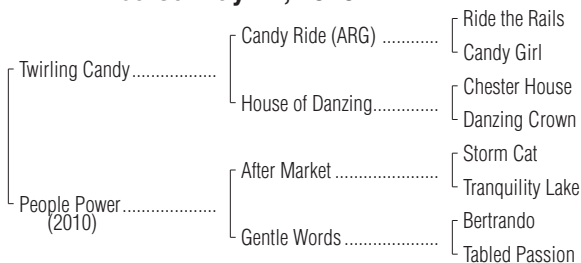 Ride the Rails
Candy Ride (ARG) ............
Candy Girl
Twirling Candy..................
Chester House
House of Danzing..............
Danzing Crown
Storm Cat
After Market ......................
Tranquility Lake
People Power....................
(2010)
Bertrando
Gentle Words....................
Tabled Passion